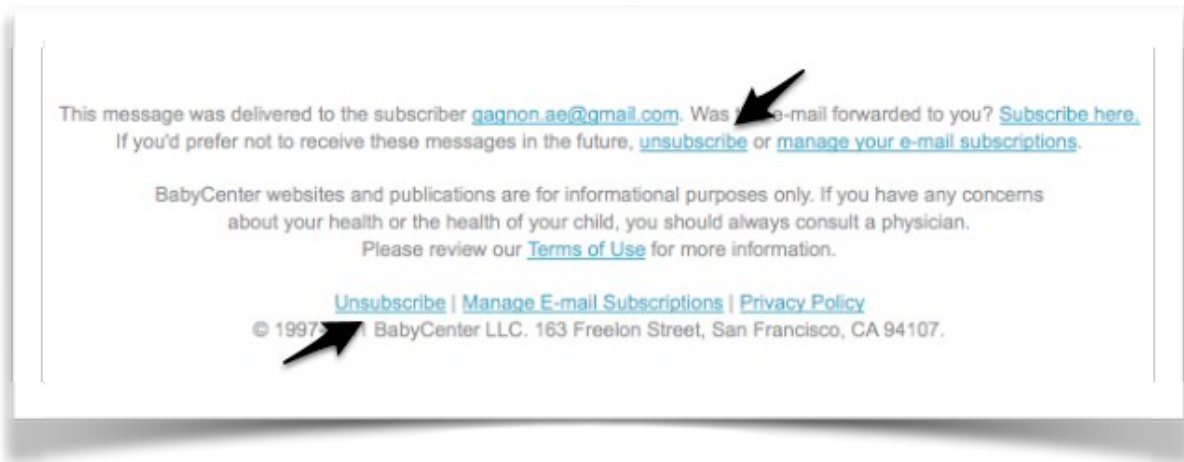 This message was delivered to the subscriber gagnon.ae@gmail.com. Was e-mail forwarded to you? Subscribe here.
If you'd prefer not to receive these messages in the future, unsubscribe or manage your e-mail subscriptions.
BabyCenter websites and publications are for informational purposes only. If you have any concerns
about your health or the health of your child, you should always consult a physician.
Please review our Terms of Use for more information.
Unsubscribe | Manage E-mail Subscriptions | Privacy Policy
© 1997- BabyCenter LLC. 163 Freelon Street, San Francisco, CA 94107.